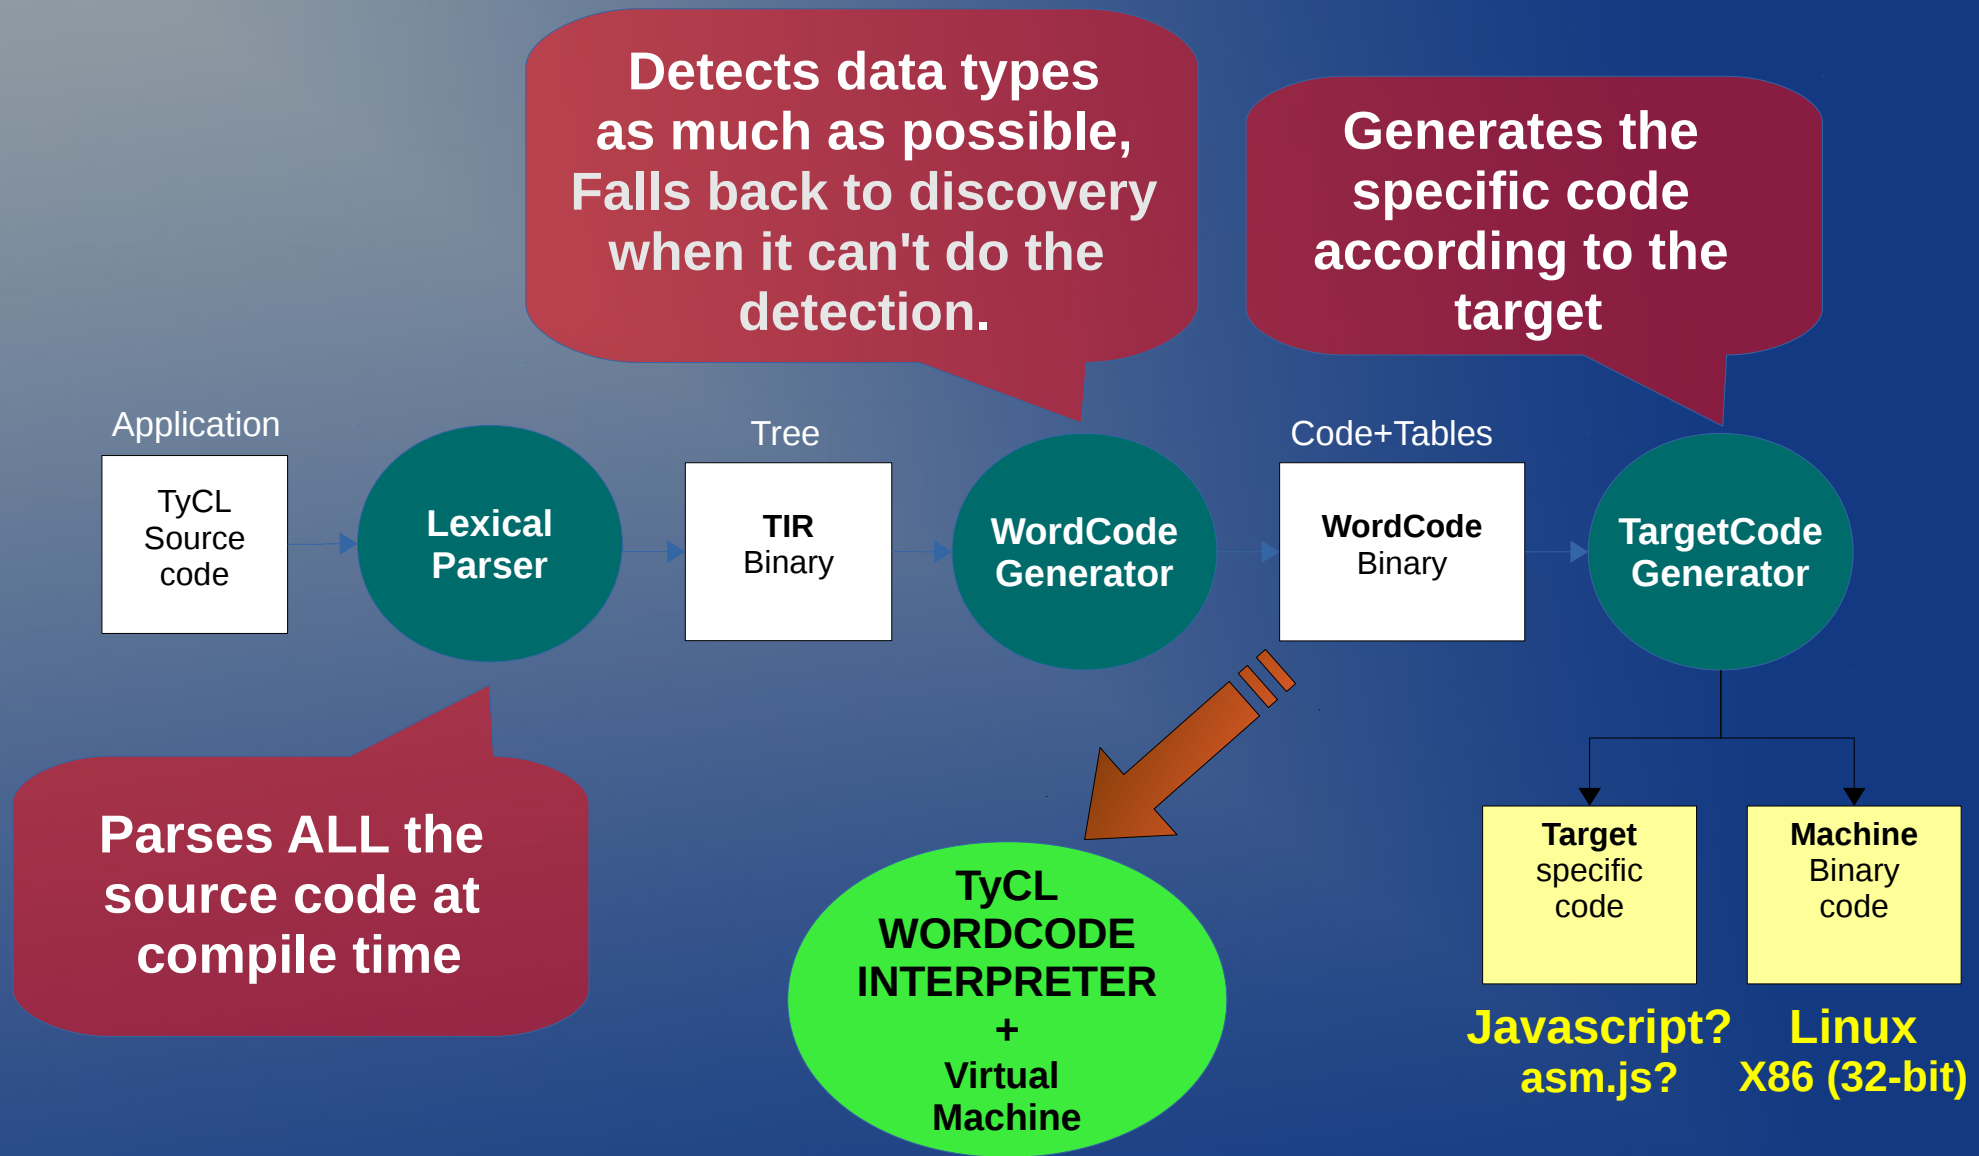 Detects data types
as much as possible,
Falls back to discovery
when it can't do the
detection.
Generates the
specific code
according to the
target
Application
TyCL
Source
code
Lexical
Parser
Tree
TIR
Binary
WordCode
Generator
Code+Tables
WordCode
Binary
TargetCode
Generator
Parses ALL the
source code at
compile time
TyCL
WORDCODE
INTERPRETER
+
Virtual
Machine
Target
specific
code
Javascript?
asm.js?
Machine
Binary
code
Linux
X86 (32-bit)